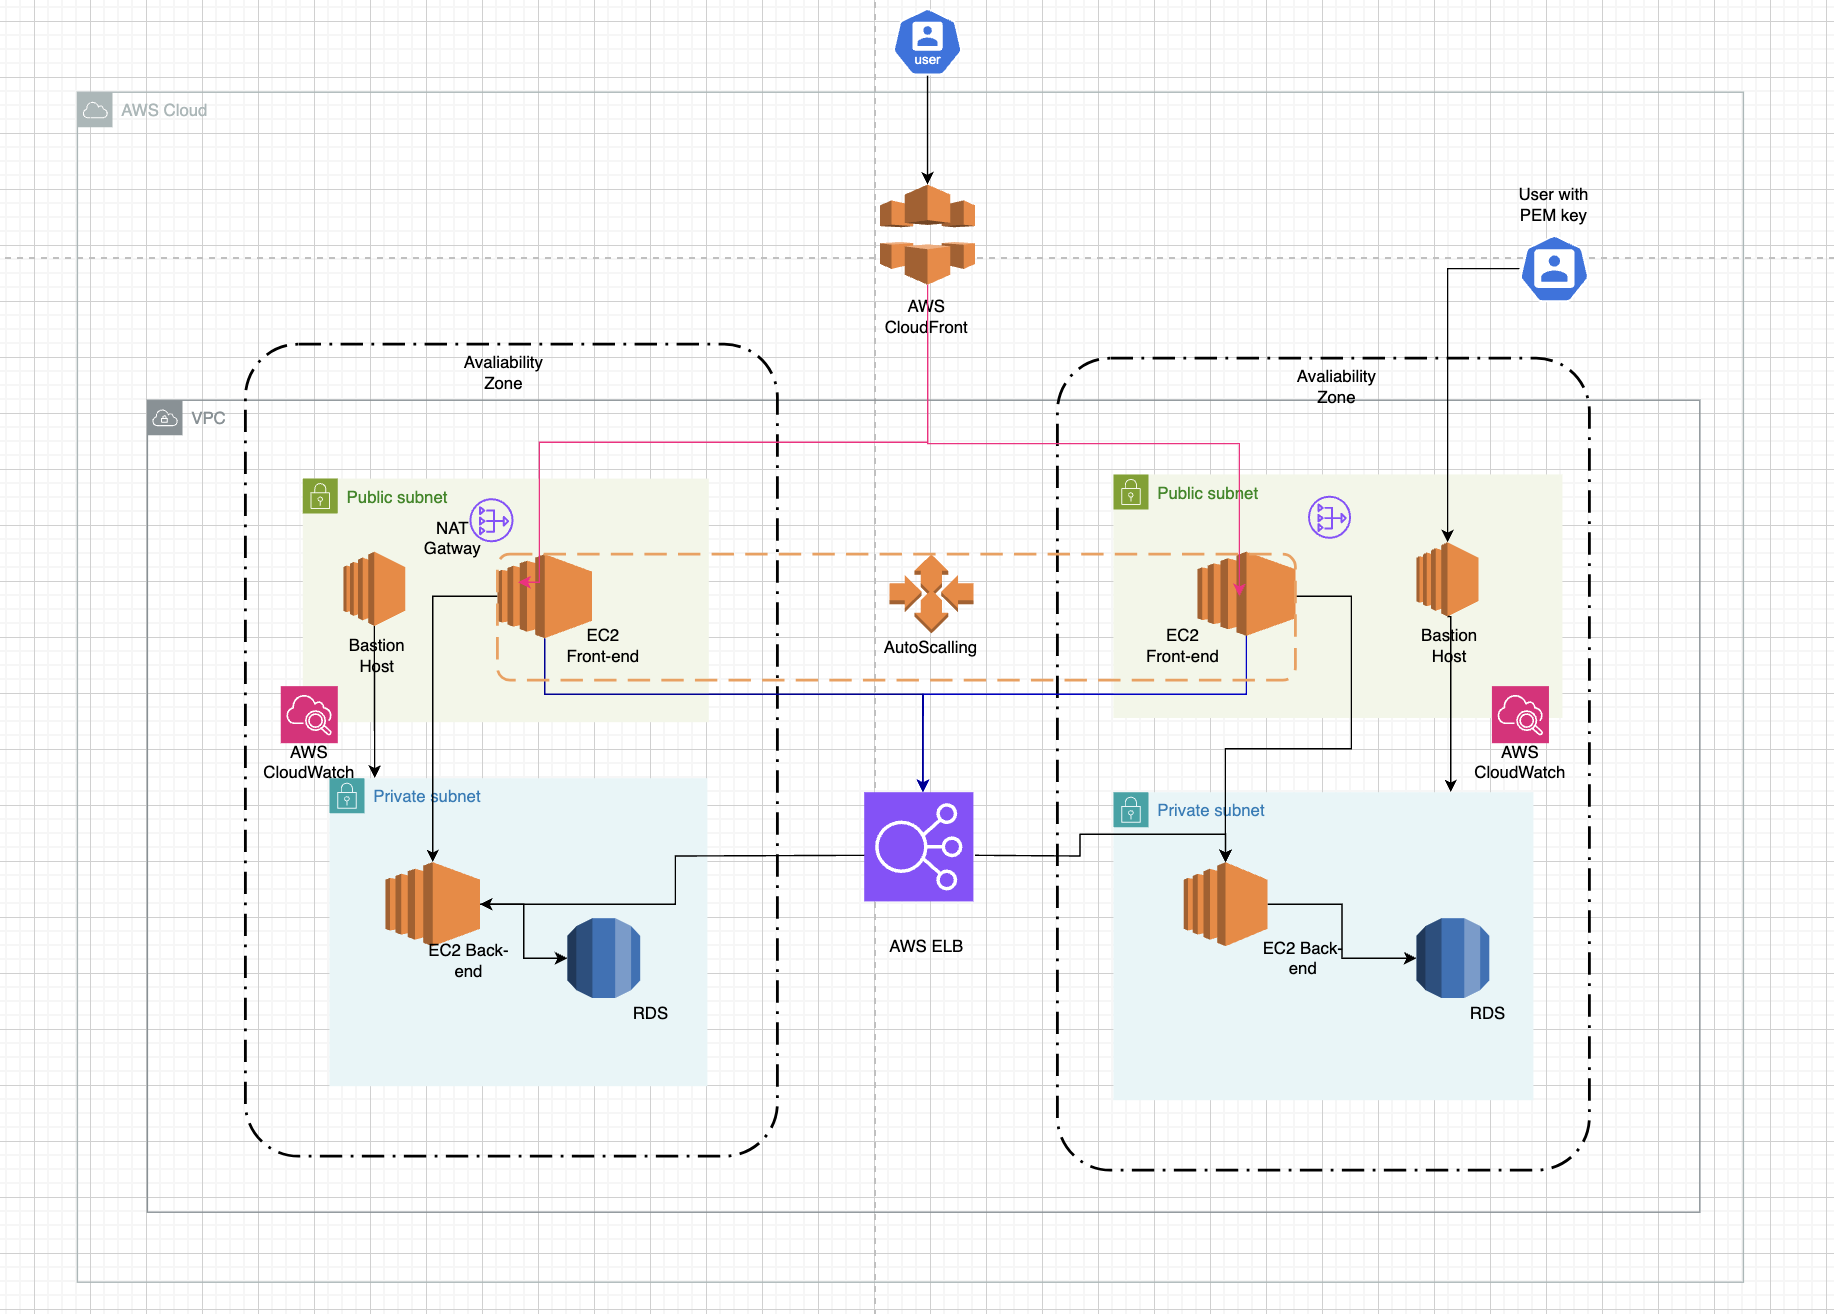 user
AWS Cloud
User with
PEM key
AWS
CloudFront
Avaliability
Zone
Avaliability
Zone
VPC
Public subnet
Public subnet
NAT
Gatway
Bastion
Host
EC2
Front-end
AutoScalling
EC2
Front-end
Bastion
Host
AWS
CloudWatch
AWS
CloudWatch
Private subnet
Private subnet
EC2 Back-
end
RDS
AWS ELB
EC2 Back-
end
RDS